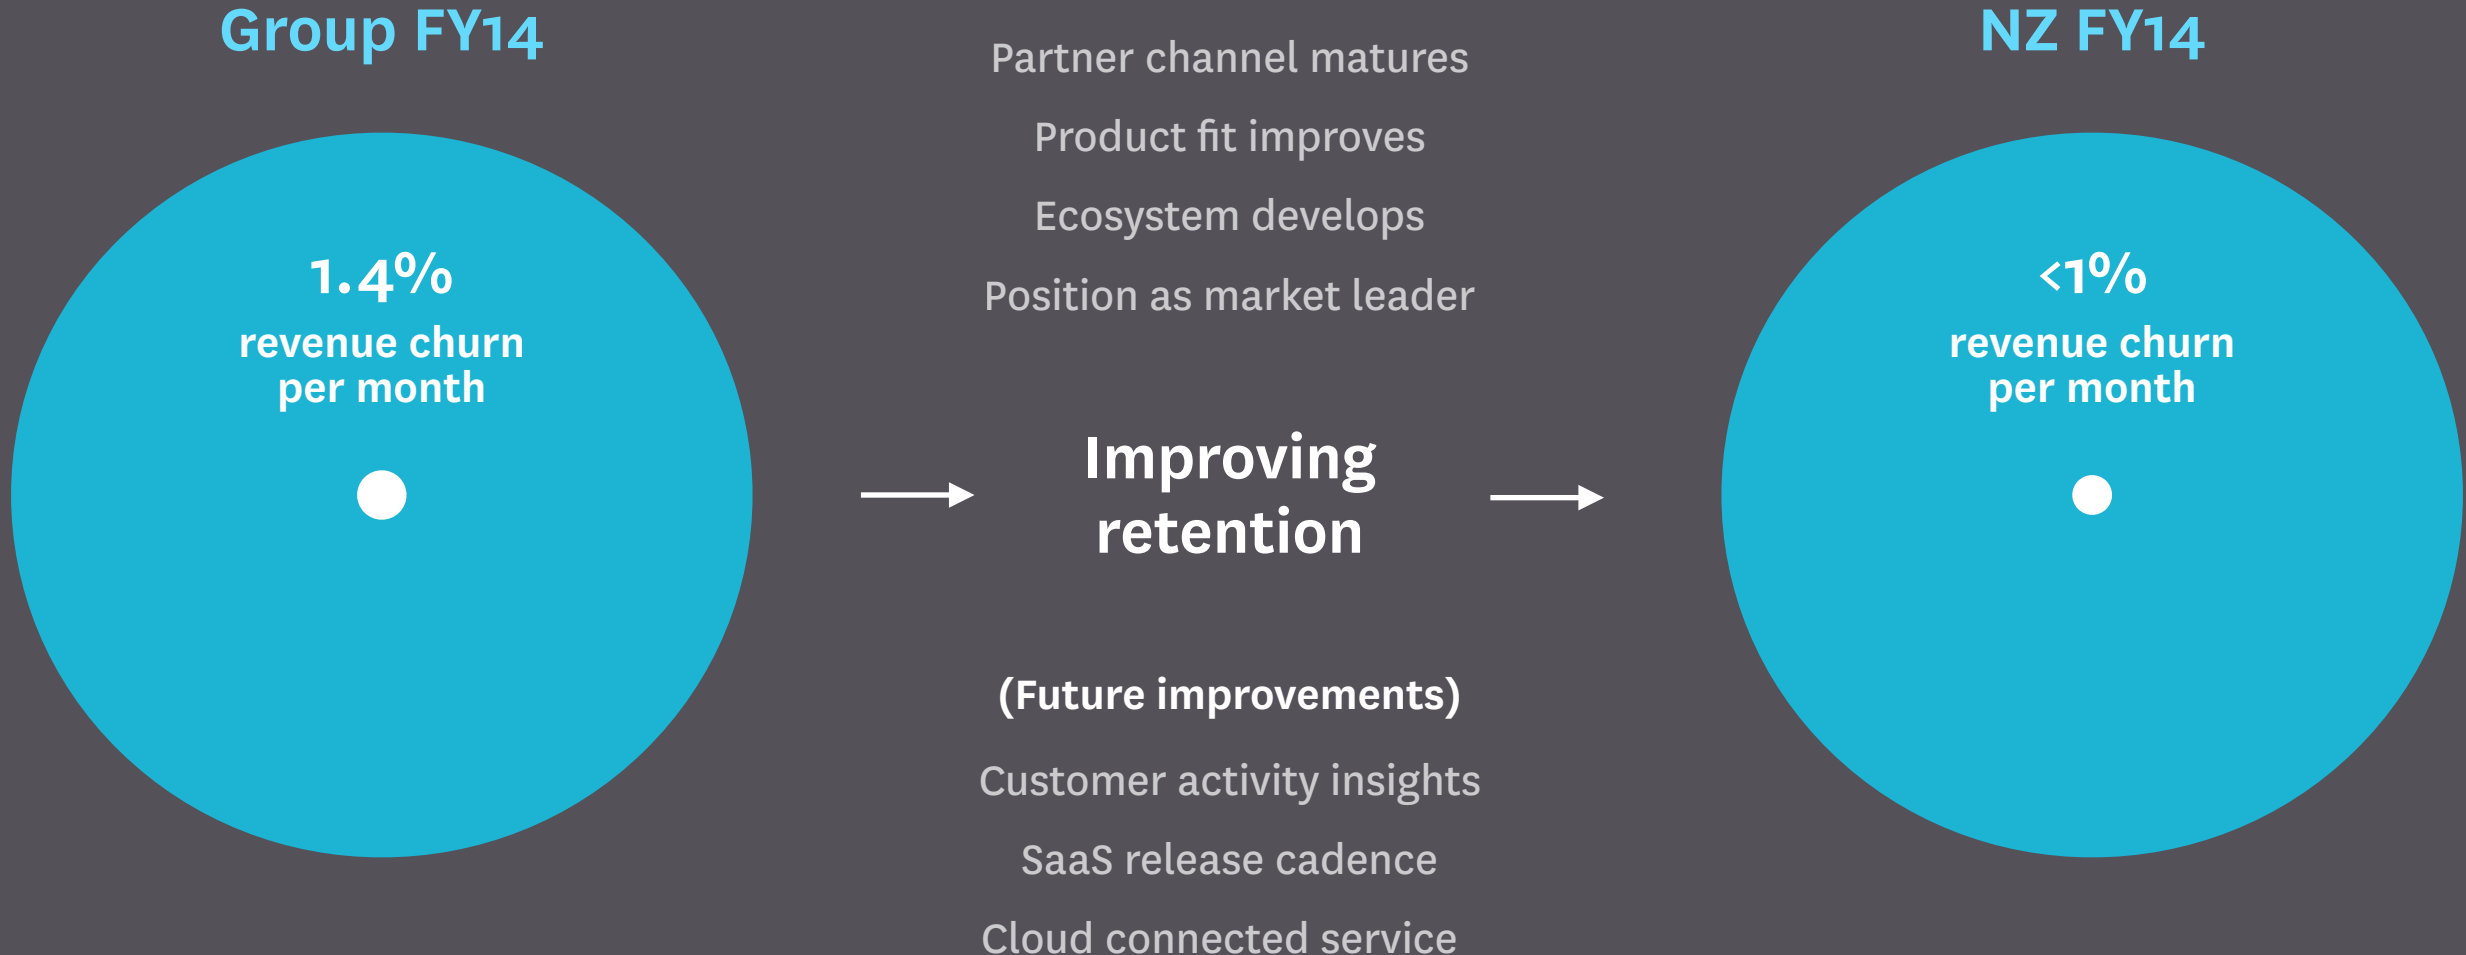 Group FY14
1.4%
revenue churn
per month
Partner channel matures
Product fit improves
Ecosystem develops
Position as market leader
Improving
retention
(Future improvements)
Customer activity insights
SaaS release cadence
Cloud connected service
NZ FY14
<1%
revenue churn
per month